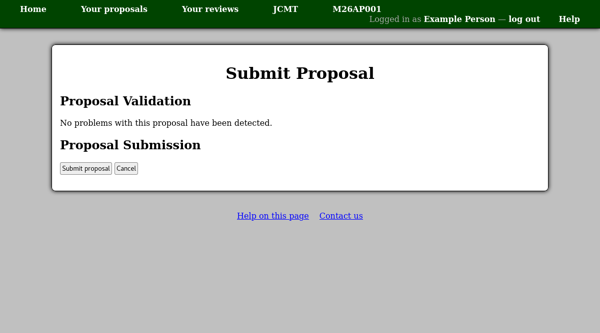 Home Your proposals Your reviews JCMT M26AP001
Logged in as Example Person — log out Help
Submit Proposal
Proposal Validation
No problems with this proposal have been detected.
Proposal Submission
Submit proposal Cancel
Help on this page Contact us